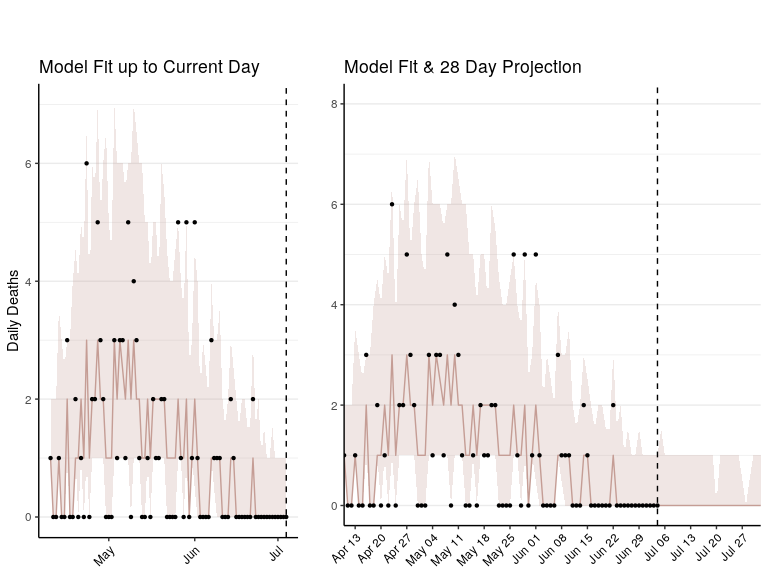 Model Fit up to Current Day
Daily Deaths
6
4
2
0
May
Jun
Jul
Model Fit & 28 Day Projection
8
6
4
2
0
Apr 13
Apr 20
Apr 27
May 04
May 11
May 18
May 25
Jun 01
Jun 08
Jun 15
Jun 22
Jun 29
Jul 06
Jul 13
Jul 20
Jul 27